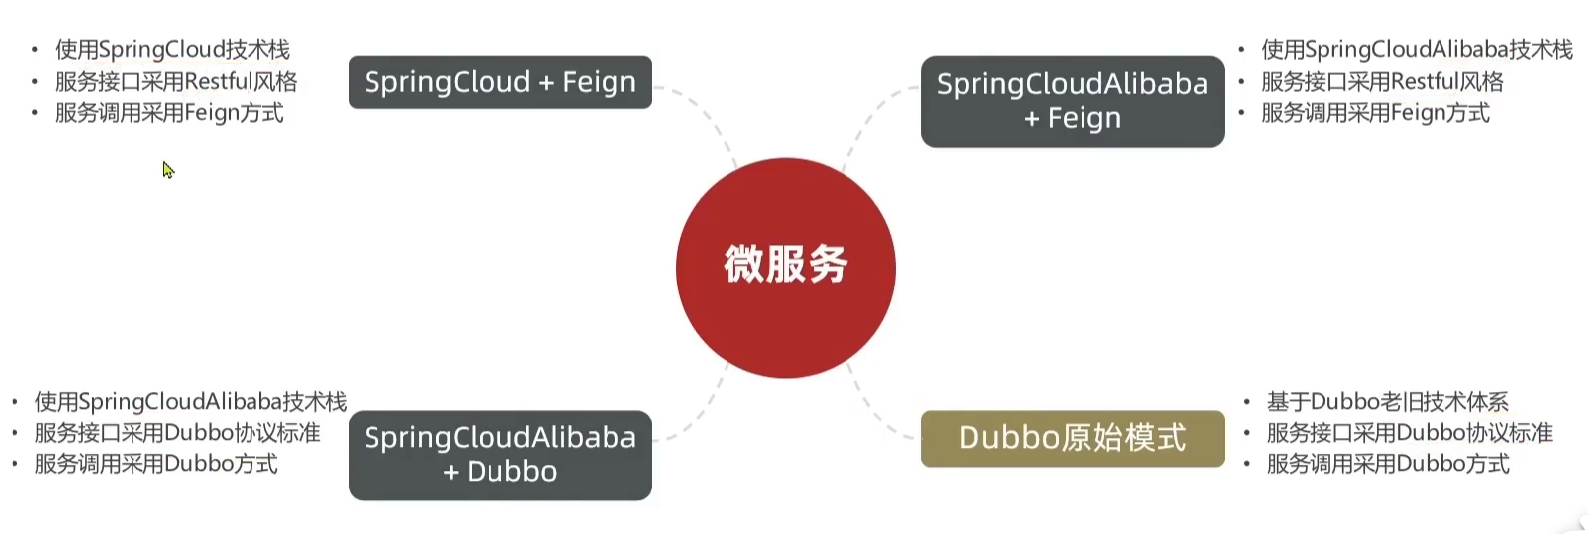 • 使用SpringCloud技术栈
• 服务接口采用Restful风格
• 服务调用采用Feign方式
SpringCloud + Feign
SpringCloudAlibaba
+ Feign
• 使用SpringCloudAlibaba技术栈
• 服务接口采用Restful风格
• 服务调用采用Feign方式
微服务
• 使用SpringCloudAlibaba技术栈
• 服务接口采用Dubbo协议标准
• 服务调用采用Dubbo方式
SpringCloudAlibaba
+ Dubbo
Dubbo原始模式
• 基于Dubbo老旧技术体系
• 服务接口采用Dubbo协议标准
• 服务调用采用Dubbo方式